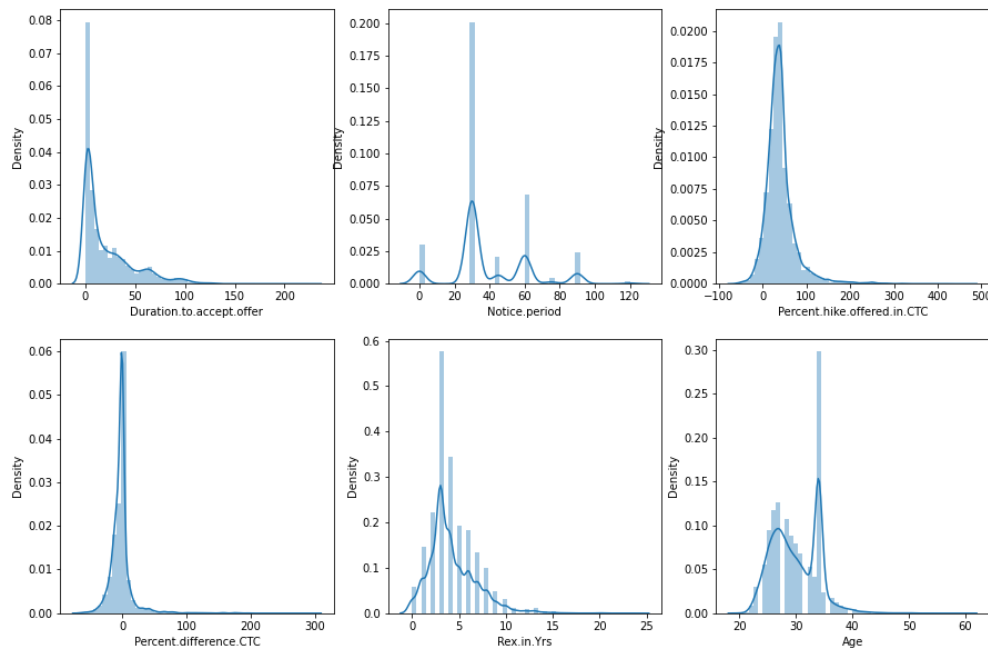 0.08
0.07
0.06
0.05
0.04
0.03
0.02
0.01
0.00
Density
0 50 100 150 200
Duration.to.accept.offer
0.200
0.175
0.150
0.125
0.100
0.075
0.050
0.025
0.000
Density
0 20 40 60 80 100 120
Notice.period
0.0200
0.0175
0.0150
0.0125
0.0100
0.0075
0.0050
0.0025
0.0000
Density
−100 0 100 200 300 400 500
Percent.hike.offered.in.CTC
0.06
0.05
0.04
0.03
0.02
0.01
0.00
Density
0 100 200 300
Percent.difference.CTC
0.6
0.5
0.4
0.3
0.2
0.1
0.0
Density
0 5 10 15 20 25
Rex.in.Yrs
0.30
0.25
0.20
0.15
0.10
0.05
0.00
Density
20 30 40 50 60
Age